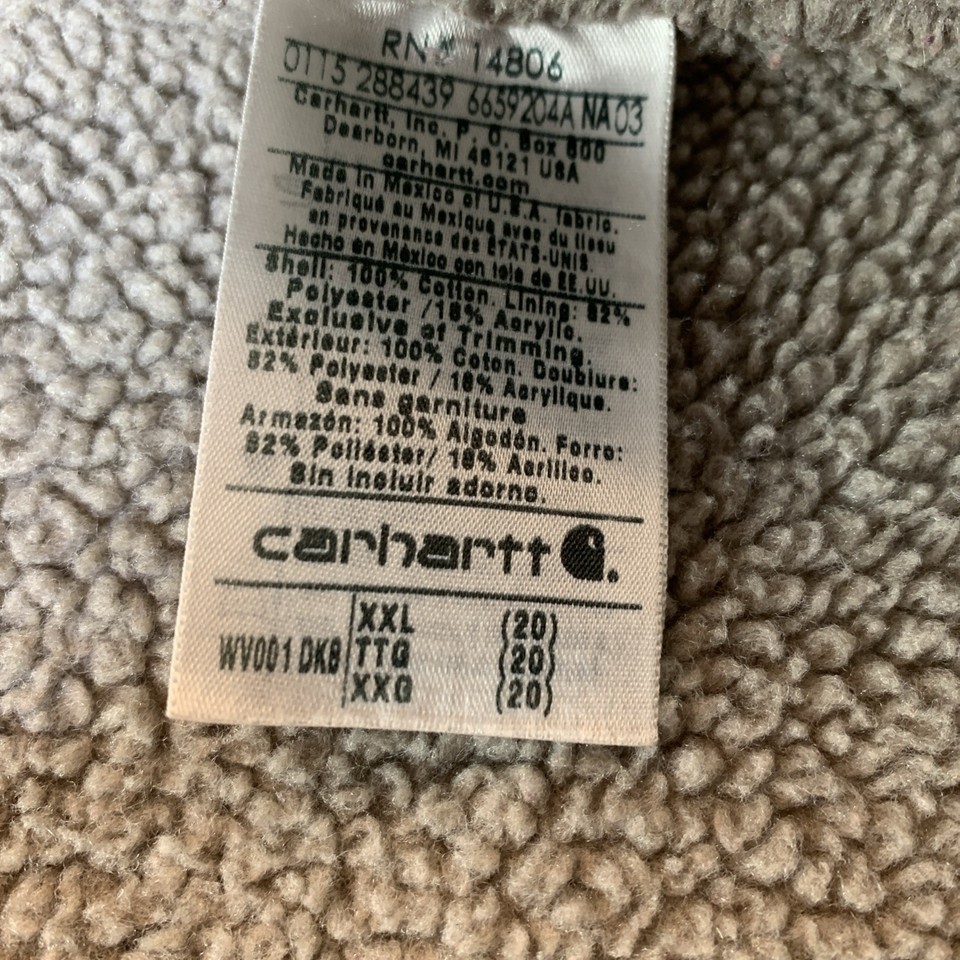 RN# 14806
0115 288439 6659204A NA 03
Carhartt, Inc. P. O. Box 600
Dearborn, MI 48121 USA
carhartt.com
Made in Mexico of U.S.A. fabric.
Fabriqué au Mexique avec du tissu
en provenance des ÉTATS-UNIS.
Hecho en México con tela de EE.UU.
Shell: 100% Cotton. Lining: 82%
Polyester /18% Acrylic.
Exclusive of Trimming.
Extérieur: 100% Coton. Doublure:
82% Polyester / 18% Acrylique.
Sans garniture
Armazón: 100% Algodón. Forro:
82% Poliéster/ 18% Acrilico.
Sin incluir adorno.
carhartt
WV001 DKB
XXL (20)
TTG (20)
XXG (20)